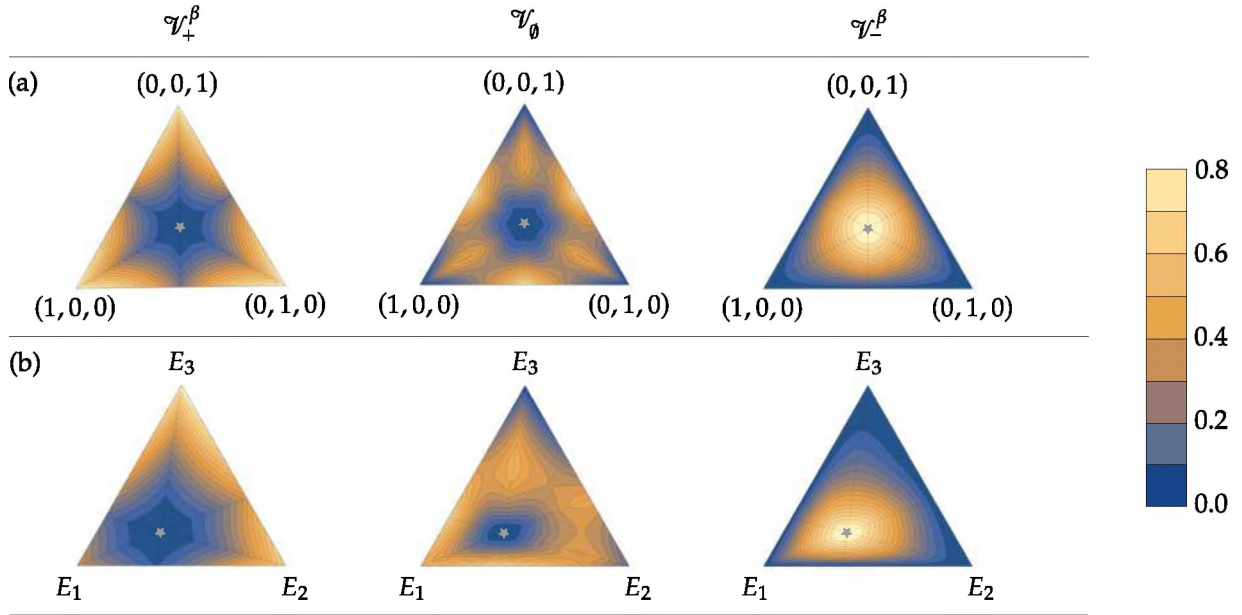 𝒱₊^β 𝒱_∅ 𝒱₋^β
(a)
(0, 0, 1) (0, 0, 1) (0, 0, 1)
0.8
0.6
(1, 0, 0) (0, 1, 0) (1, 0, 0) (0, 1, 0) (1, 0, 0) (0, 1, 0)
0.4
(b)
E₃ E₃ E₃
0.2
0.0
E₁ E₂ E₁ E₂ E₁ E₂